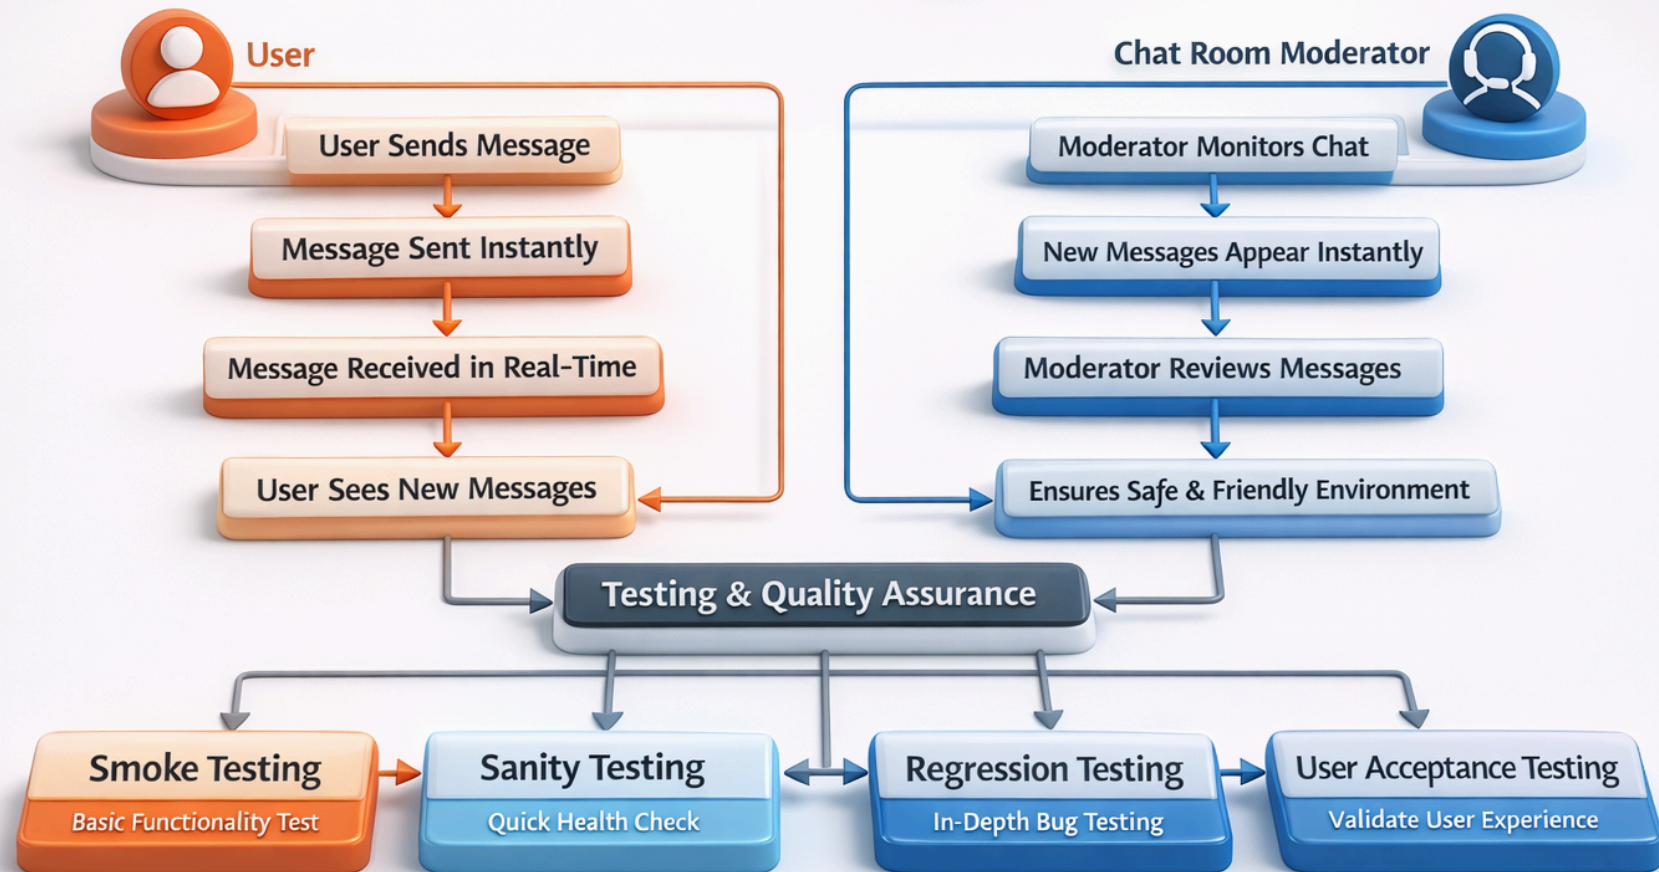 User
Chat Room Moderator
User Sends Message
Moderator Monitors Chat
Message Sent Instantly
New Messages Appear Instantly
Message Received in Real-Time
Moderator Reviews Messages
User Sees New Messages
Ensures Safe & Friendly Environment
Testing & Quality Assurance
Smoke Testing
Basic Functionality Test
Sanity Testing
Quick Health Check
Regression Testing
In-Depth Bug Testing
User Acceptance Testing
Validate User Experience